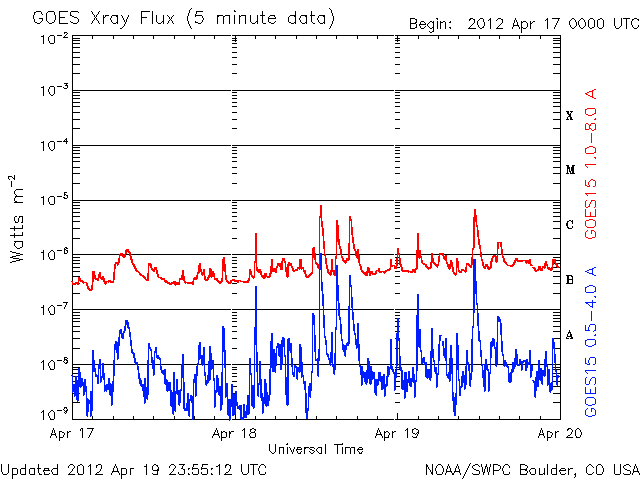 GOES Xray Flux (5 minute data)
Begin: 2012 Apr 17 0000 UTC
10⁻²
10⁻³
10⁻⁴
10⁻⁵
10⁻⁶
10⁻⁷
10⁻⁸
10⁻⁹
Watts m⁻²
X
M
C
B
A
GOES15 1.0-8.0 A
GOES15 0.5-4.0 A
Apr 17
Apr 18
Apr 19
Apr 20
Universal Time
Updated 2012 Apr 19 23:55:12 UTC
NOAA/SWPC Boulder, CO USA